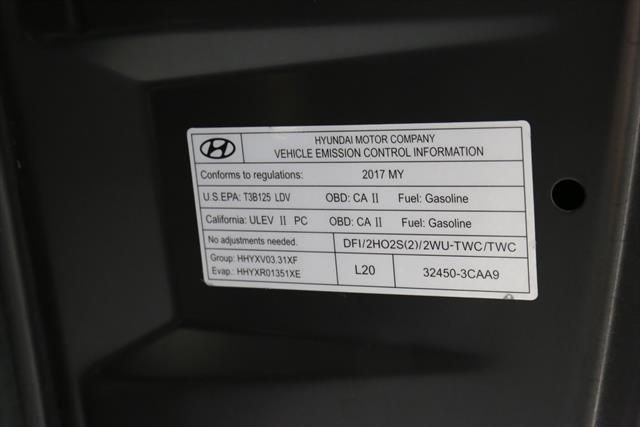 HYUNDAI MOTOR COMPANY
VEHICLE EMISSION CONTROL INFORMATION
Conforms to regulations: 2017 MY
U.S.EPA: T3B125 LDV OBD: CA II Fuel: Gasoline
California: ULEV II PC OBD: CA II Fuel: Gasoline
No adjustments needed. DFI/2HO2S(2)/2WU-TWC/TWC
Group: HHYXV03.31XF
Evap.: HHYXR01351XE
L20 32450-3CAA9